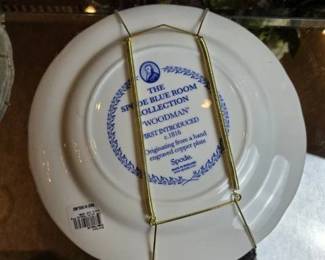 THE
SPODE BLUE ROOM
COLLECTION
'WOODMAN'
FIRST INTRODUCED
c.1816
Originating from a hand
engraved copper plate
Spode.